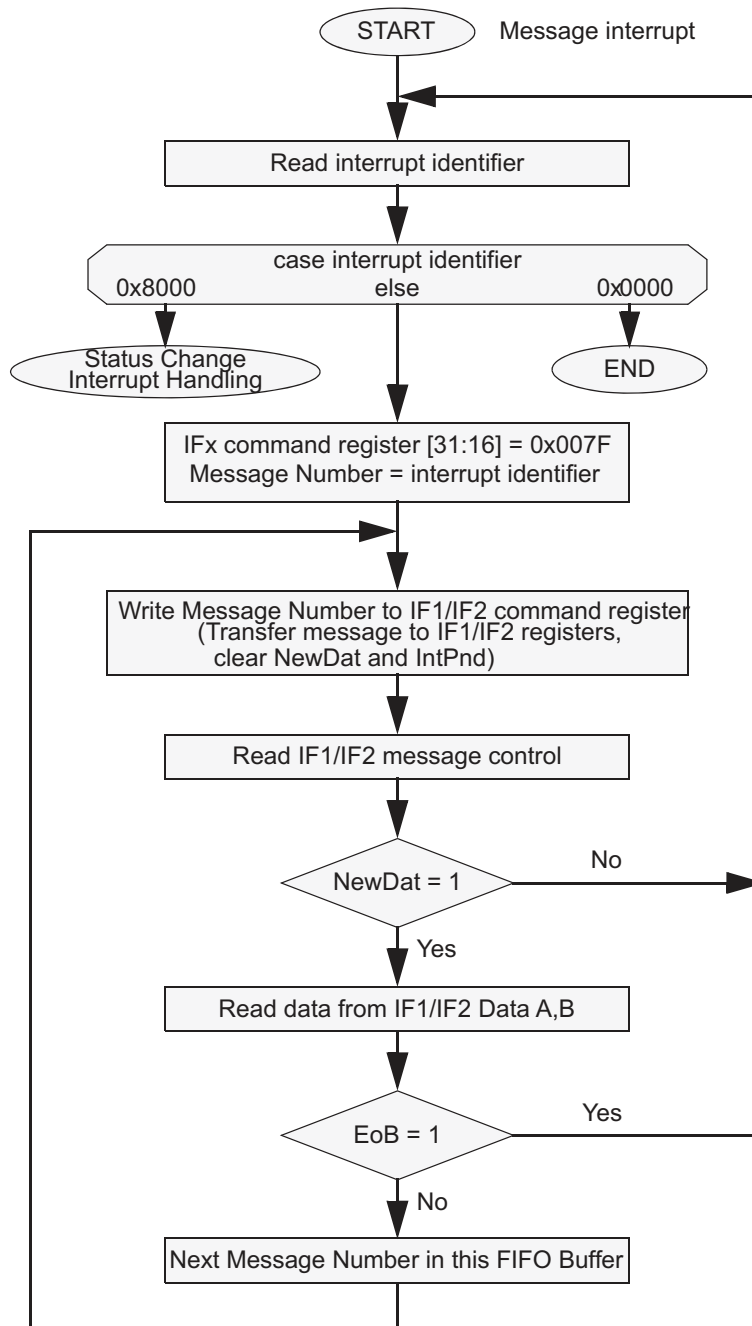 START Message interrupt
Read interrupt identifier
case interrupt identifier
0x8000 else 0x0000
Status Change
Interrupt Handling
END
IFx command register [31:16] = 0x007F
Message Number = interrupt identifier
Write Message Number to IF1/IF2 command register
(Transfer message to IF1/IF2 registers,
clear NewDat and IntPnd)
Read IF1/IF2 message control
NewDat = 1
No
Yes
Read data from IF1/IF2 Data A,B
EoB = 1
Yes
No
Next Message Number in this FIFO Buffer